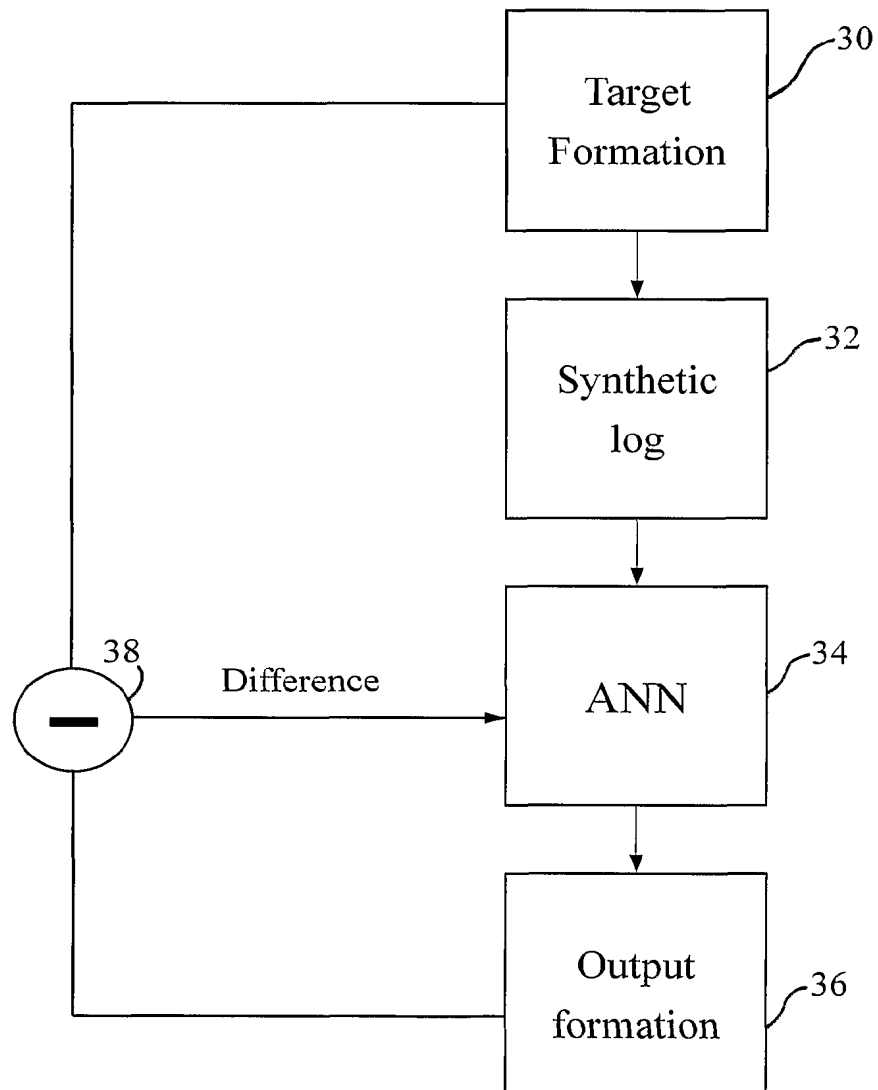 30
Target
Formation
32
Synthetic
log
38
Difference
34
ANN
Output
formation
36